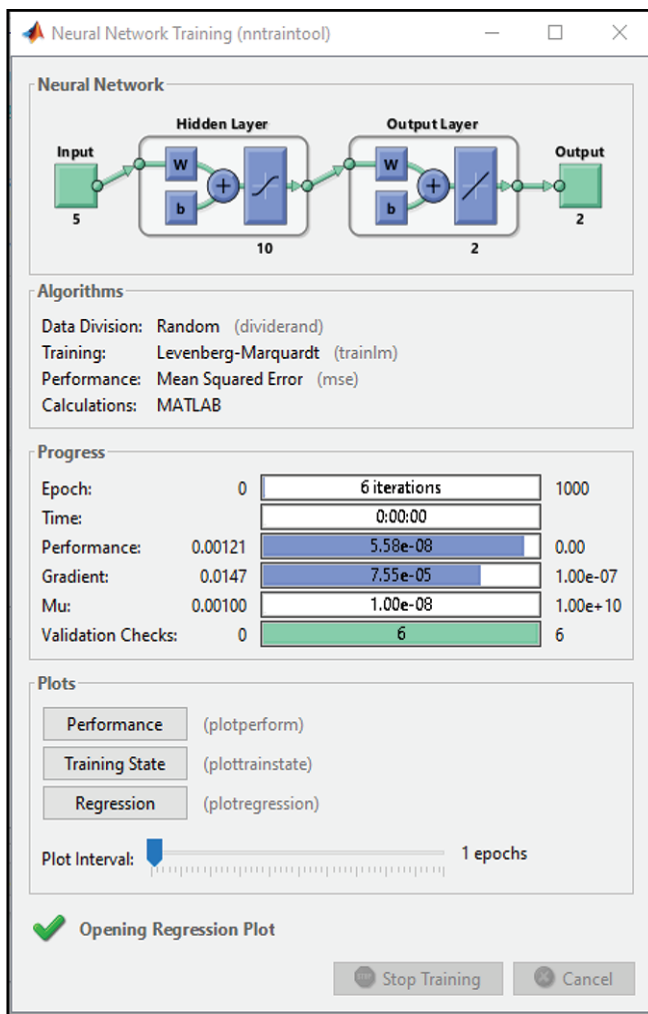 Neural Network Training (nntraintool)
Neural Network
Hidden Layer
Output Layer
Input
Output
W
b
+
W
b
+
5
10
2
2
Algorithms
Data Division: Random (dividerand)
Training: Levenberg-Marquardt (trainlm)
Performance: Mean Squared Error (mse)
Calculations: MATLAB
Progress
Epoch: 0 6 iterations 1000
Time: 0:00:00
Performance: 0.00121 5.58e-08 0.00
Gradient: 0.0147 7.55e-05 1.00e-07
Mu: 0.00100 1.00e-08 1.00e+10
Validation Checks: 0 6 6
Plots
Performance (plotperform)
Training State (plottrainstate)
Regression (plotregression)
Plot Interval: 1 epochs
Opening Regression Plot
Stop Training Cancel